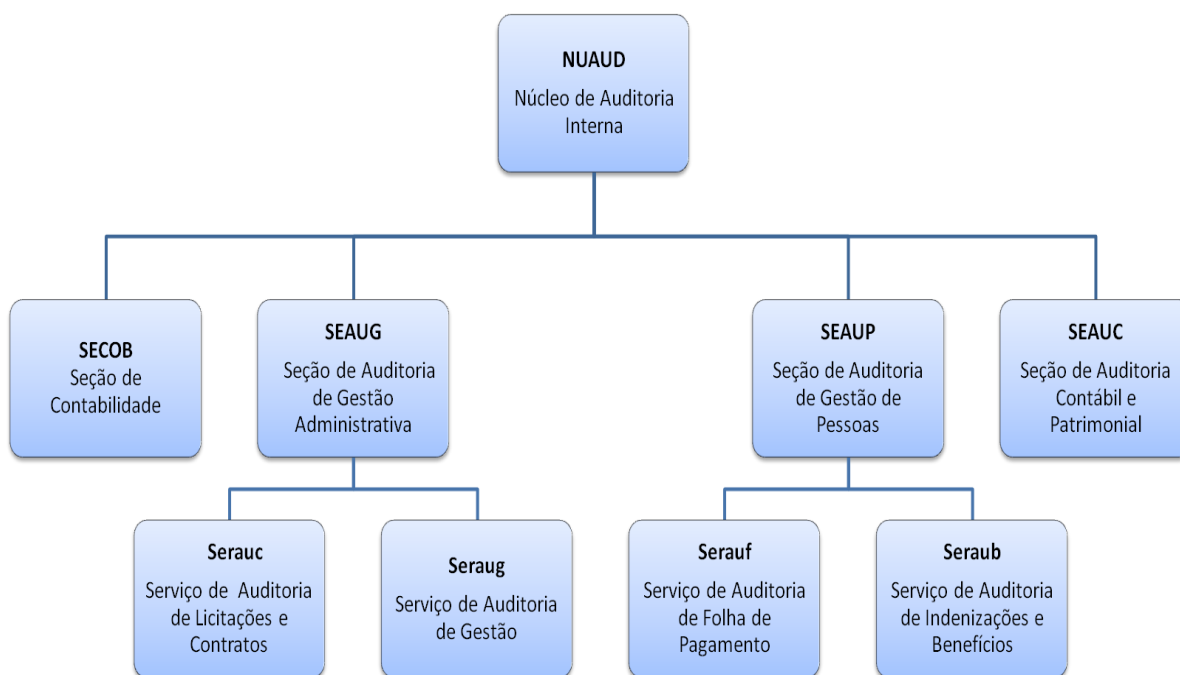 NUAUD
Núcleo de Auditoria
Interna
SECOB
Seção de
Contabilidade
SEAUG
Seção de Auditoria
de Gestão
Administrativa
SEAUP
Seção de Auditoria
de Gestão de
Pessoas
SEAUC
Seção de Auditoria
Contábil e
Patrimonial
Serauc
Serviço de Auditoria
de Licitações e
Contratos
Seraug
Serviço de Auditoria
de Gestão
Serauf
Serviço de Auditoria
de Folha de
Pagamento
Seraub
Serviço de Auditoria
de Indenizações e
Benefícios